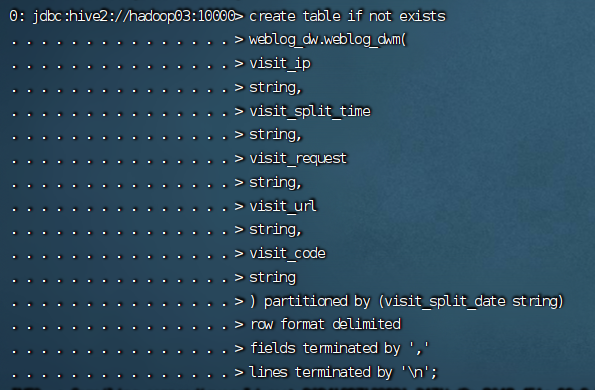 0: jdbc:hive2://hadoop03:10000> create table if not exists
. . . . . . . . . . . . . . . > weblog_dw.weblog_dwm(
. . . . . . . . . . . . . . . > visit_ip
. . . . . . . . . . . . . . . > string,
. . . . . . . . . . . . . . . > visit_split_time
. . . . . . . . . . . . . . . > string,
. . . . . . . . . . . . . . . > visit_request
. . . . . . . . . . . . . . . > string,
. . . . . . . . . . . . . . . > visit_url
. . . . . . . . . . . . . . . > string,
. . . . . . . . . . . . . . . > visit_code
. . . . . . . . . . . . . . . > string
. . . . . . . . . . . . . . . > ) partitioned by (visit_split_date string)
. . . . . . . . . . . . . . . > row format delimited
. . . . . . . . . . . . . . . > fields terminated by ','
. . . . . . . . . . . . . . . > lines terminated by '\n';